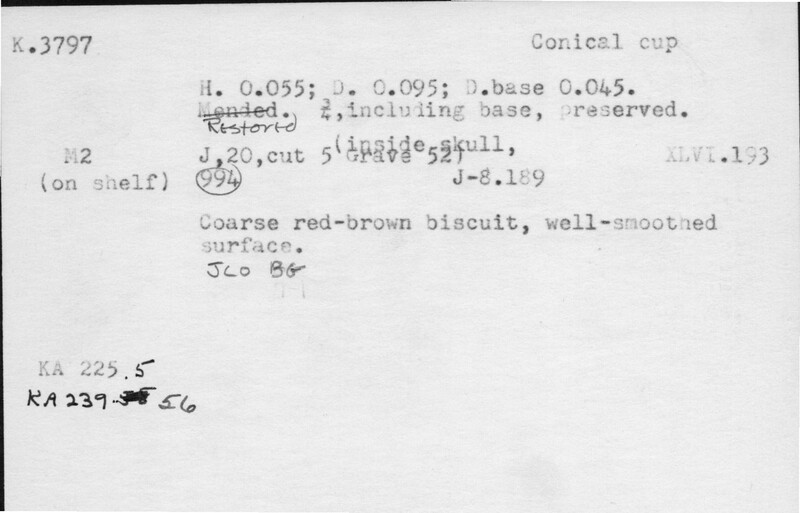 K.3797 Conical cup
H. 0.055; D. 0.095; D.base 0.045.
Mended. ¾,including base, preserved.
Restored
M2 J,20,cut 5 (inside skull, Grave 52) XLVI.193
(on shelf) 994 J-8.189
Coarse red-brown biscuit, well-smoothed
surface.
JLO BG
KA 225.5
KA 239. 56